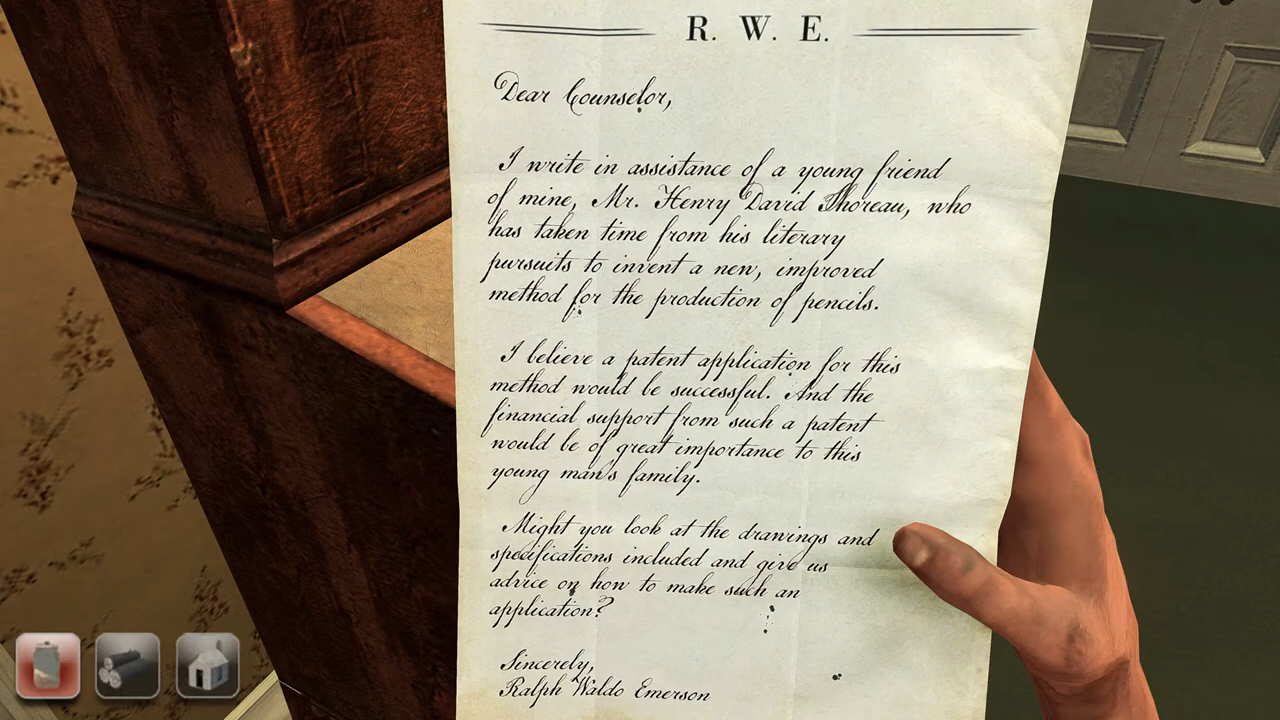 R. W. E.
Dear Counselor,
I write in assistance of a young friend
of mine, Mr. Henry David Thoreau, who
has taken time from his literary
pursuits to invent a new, improved
method for the production of pencils.
I believe a patent application for this
method would be successful. And the
financial support from such a patent
would be of great importance to this
young man's family.
Might you look at the drawings and
specifications included and give us
advice on how to make such an
application?
Sincerely,
Ralph Waldo Emerson